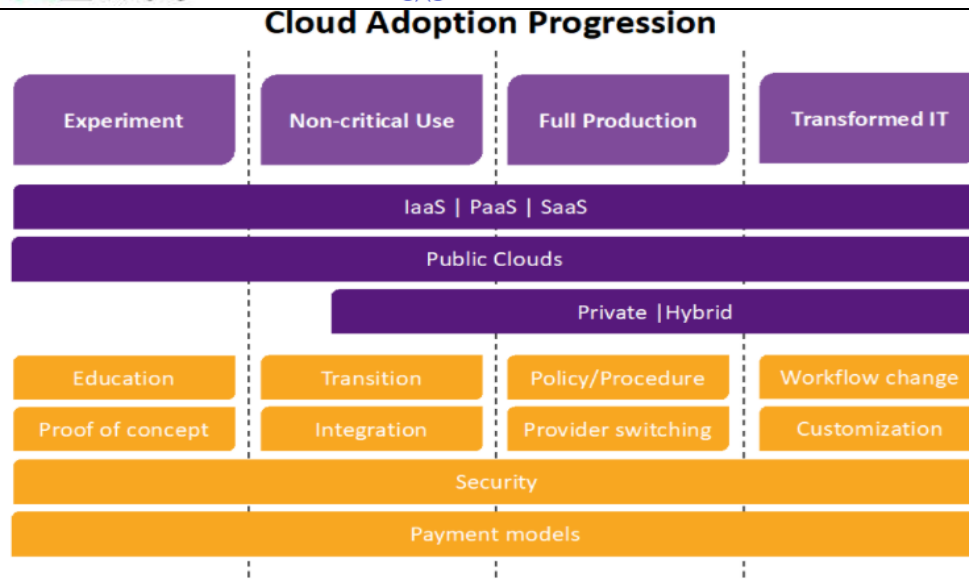 Cloud Adoption Progression
Experiment
Non-critical Use
Full Production
Transformed IT
IaaS | PaaS | SaaS
Public Clouds
Private |Hybrid
Education
Transition
Policy/Procedure
Workflow change
Proof of concept
Integration
Provider switching
Customization
Security
Payment models